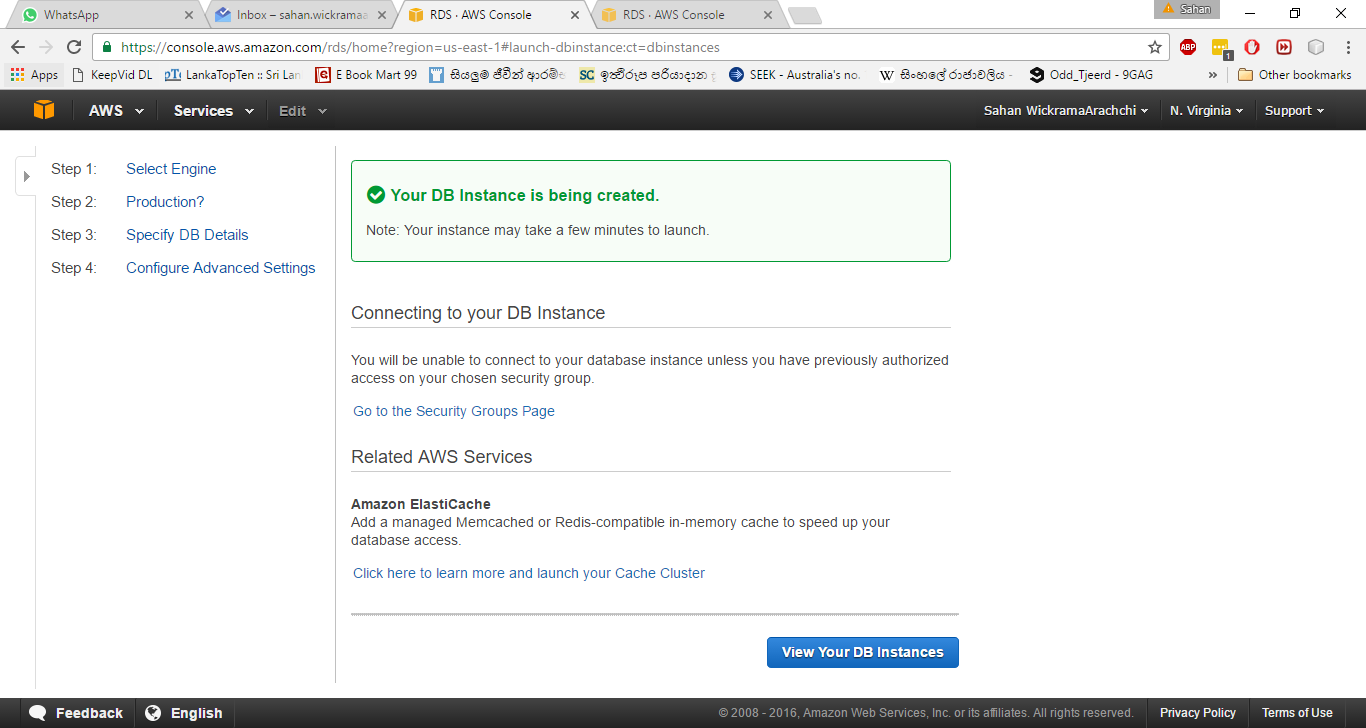 WhatsApp
Inbox – sahan.wickramaa
RDS · AWS Console
RDS · AWS Console
Sahan
https://console.aws.amazon.com/rds/home?region=us-east-1#launch-dbinstance:ct=dbinstances
ABP
1
Apps
KeepVid DL
LankaTopTen :: Sri Lan
E Book Mart 99
සියලුම ජීවීන් ආරම්භ
SC
SEEK - Australia's no.
W සිංහලේ රාජාවලිය -
Odd_Tjeerd - 9GAG
»
Other bookmarks
AWS
Services
Edit
Sahan WickramaArachchi
N. Virginia
Support
Step 1: Select Engine
Step 2: Production?
Step 3: Specify DB Details
Step 4: Configure Advanced Settings
Your DB Instance is being created.
Note: Your instance may take a few minutes to launch.
Connecting to your DB Instance
You will be unable to connect to your database instance unless you have previously authorized
access on your chosen security group.
Go to the Security Groups Page
Related AWS Services
Amazon ElastiCache
Add a managed Memcached or Redis-compatible in-memory cache to speed up your
database access.
Click here to learn more and launch your Cache Cluster
View Your DB Instances
Feedback
English
© 2008 - 2016, Amazon Web Services, Inc. or its affiliates. All rights reserved.
Privacy Policy
Terms of Use